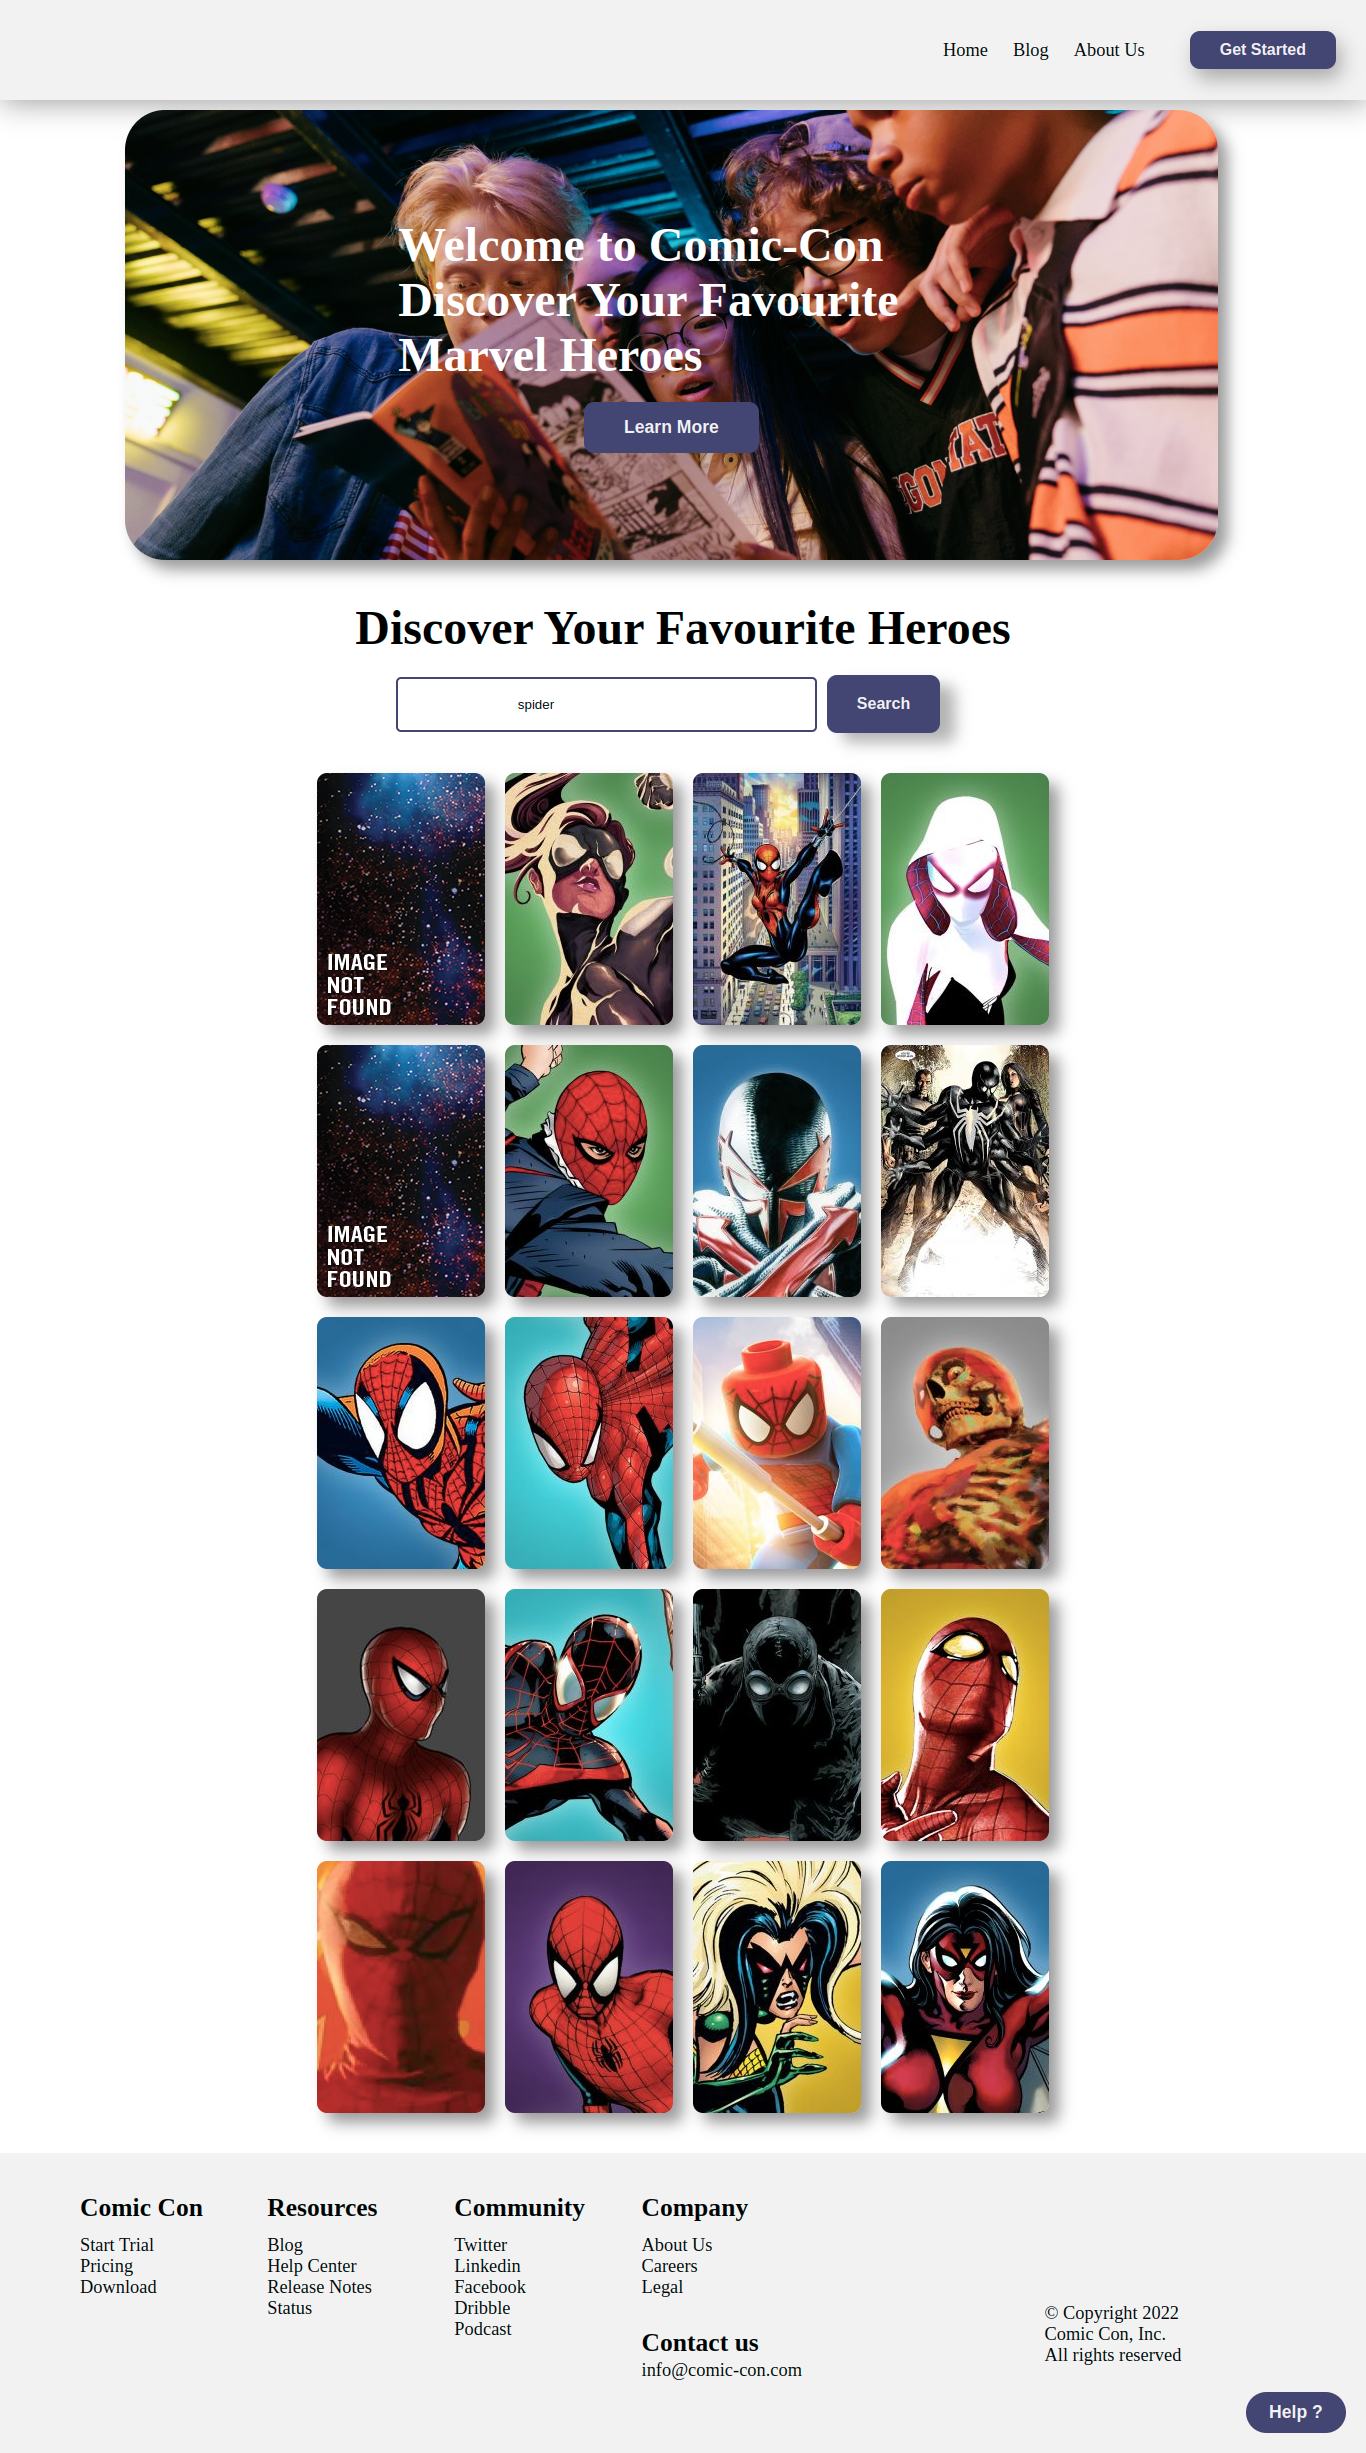 Home Blog About Us Get Started
Welcome to Comic-Con
Discover Your Favourite
Marvel Heroes
Learn More
Discover Your Favourite Heroes
spider Search
IMAGE
NOT
FOUND
IMAGE
NOT
FOUND
Comic Con
Start Trial
Pricing
Download
Resources
Blog
Help Center
Release Notes
Status
Community
Twitter
Linkedin
Facebook
Dribble
Podcast
Company
About Us
Careers
Legal
Contact us
info@comic-con.com
© Copyright 2022
Comic Con, Inc.
All rights reserved
Help ?